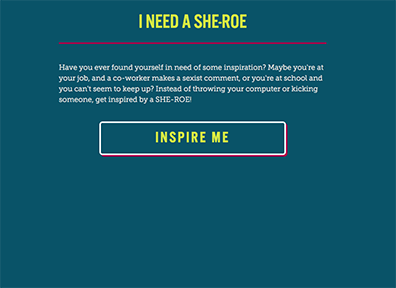 I NEED A SHE-ROE
Have you ever found yourself in need of some inspiration? Maybe you're at
your job, and a co-worker makes a sexist comment, or you're at school and
you can't seem to keep up? Instead of throwing your computer or kicking
someone, get inspired by a SHE-ROE!
INSPIRE ME